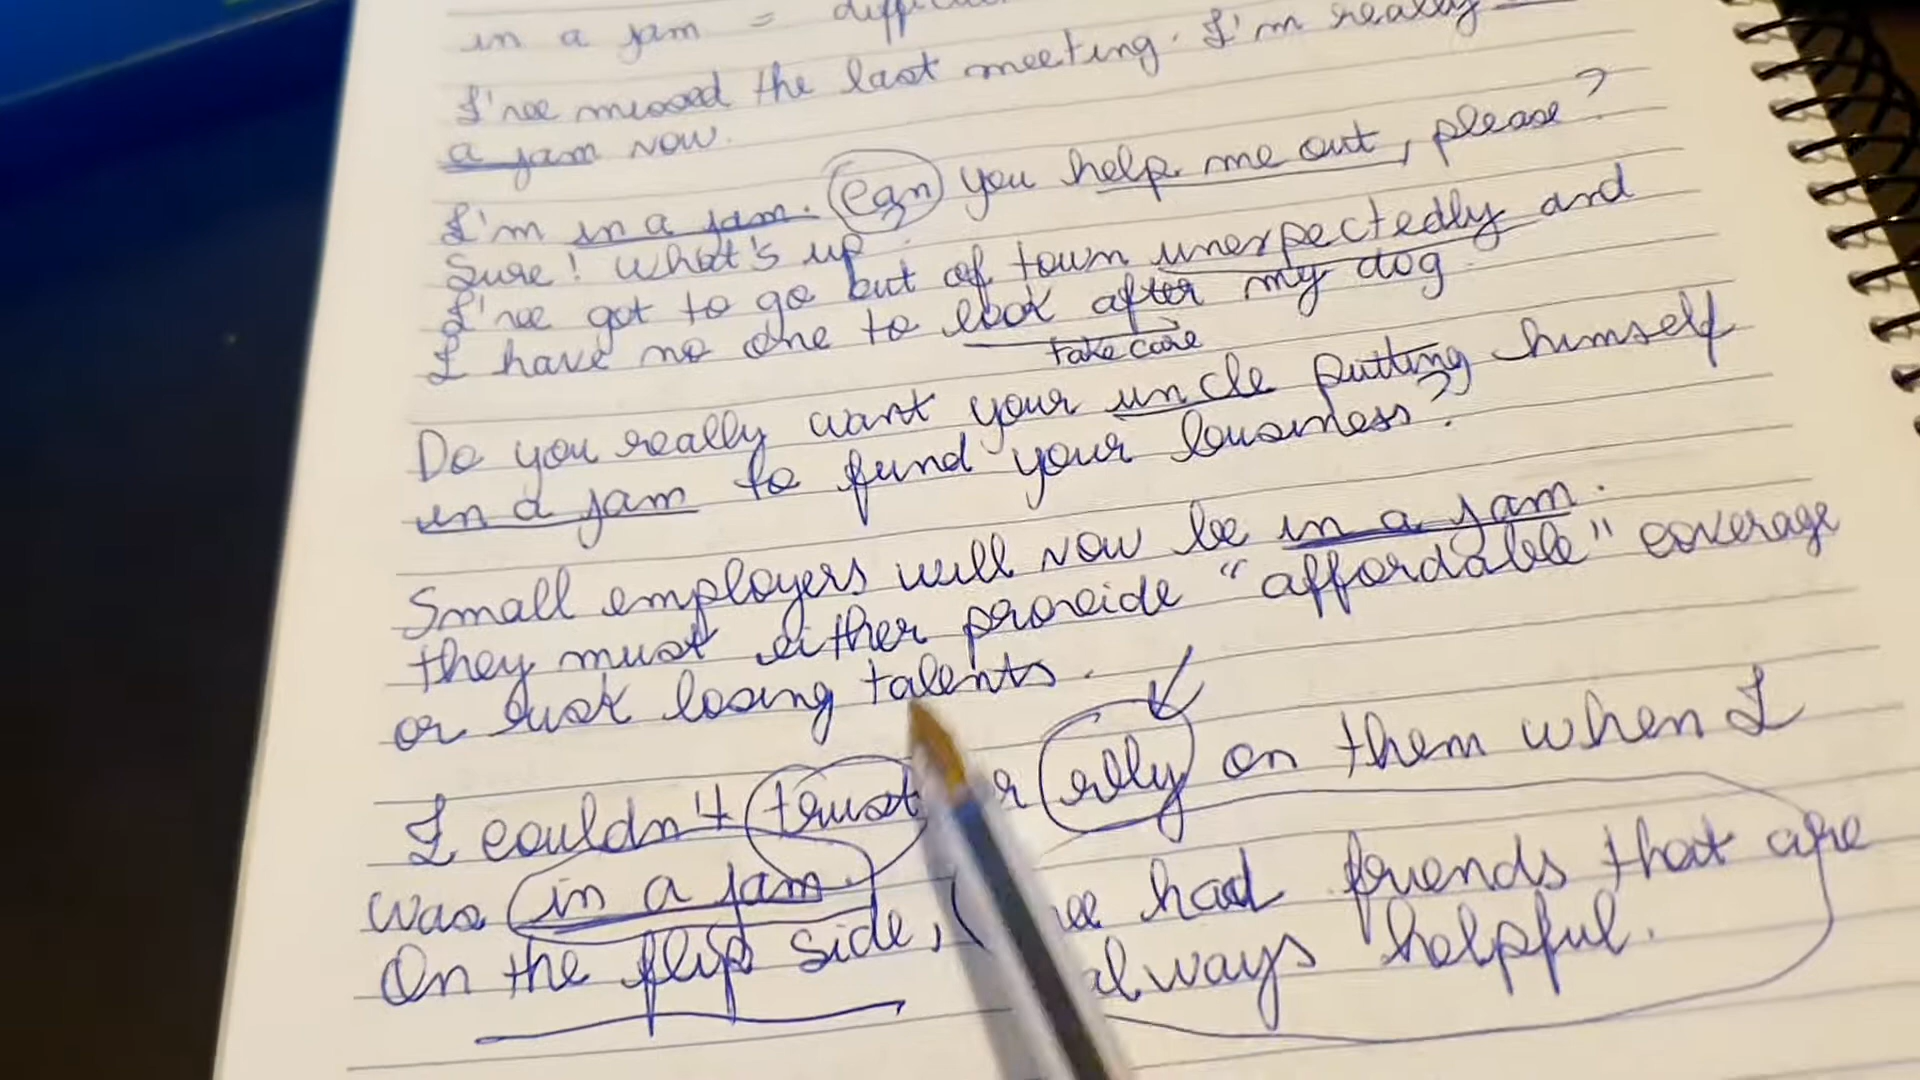 in a jam =
I've missed the last meeting. I'm really
a jam now.
I'm in a jam. Can you help me out, please?
Sure! What's up
I've got to go out of town unexpectedly and
I have no one to look after my dog
take care
Do you really want your uncle putting himself
in a jam to fund your business?
Small employers will now be in a jam.
they must either provide "affordable" coverage
or risk losing talents.
I couldn't trust rely on them when I
was in a jam.
On the flip side, had friends that are
always helpful.